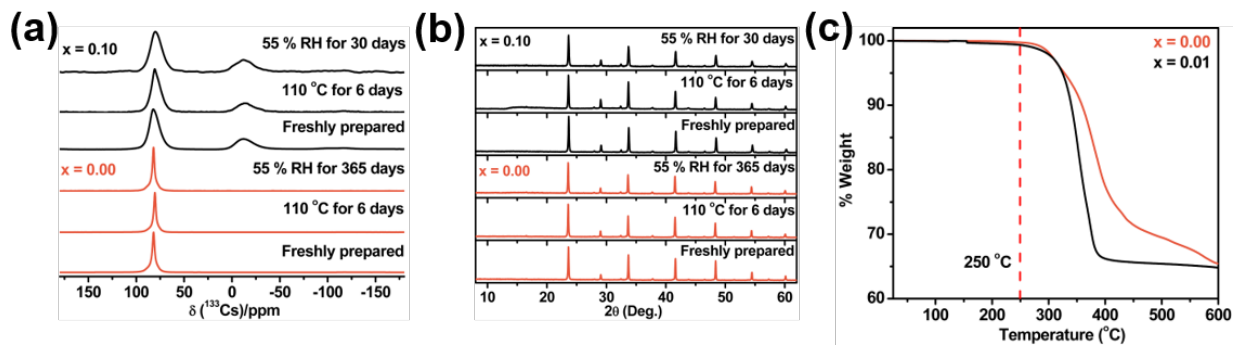 (a)
x = 0.10
55 % RH for 30 days
110 °C for 6 days
Freshly prepared
x = 0.00
55 % RH for 365 days
110 °C for 6 days
Freshly prepared
150 100 50 0 -50 -100 -150
δ (¹³³Cs)/ppm
(b)
x = 0.10
55 % RH for 30 days
110 °C for 6 days
Freshly prepared
x = 0.00
55 % RH for 365 days
110 °C for 6 days
Freshly prepared
10 20 30 40 50 60
2θ (Deg.)
(c)
x = 0.00
x = 0.01
100
90
80
70
60
% Weight
250 °C
100 200 300 400 500 600
Temperature (°C)